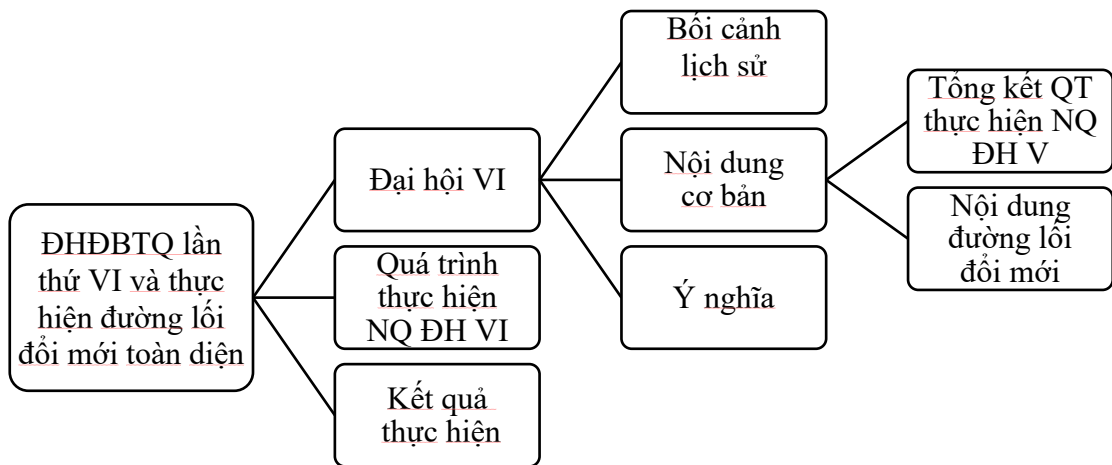 ĐHĐBTQ lần
thứ VI và thực
hiện đường lối
đổi mới toàn diện
Đại hội VI
Bối cảnh
lịch sử
Nội dung
cơ bản
Tổng kết QT
thực hiện NQ
ĐH V
Nội dung
đường lối
đổi mới
Ý nghĩa
Quá trình
thực hiện
NQ ĐH VI
Kết quả
thực hiện